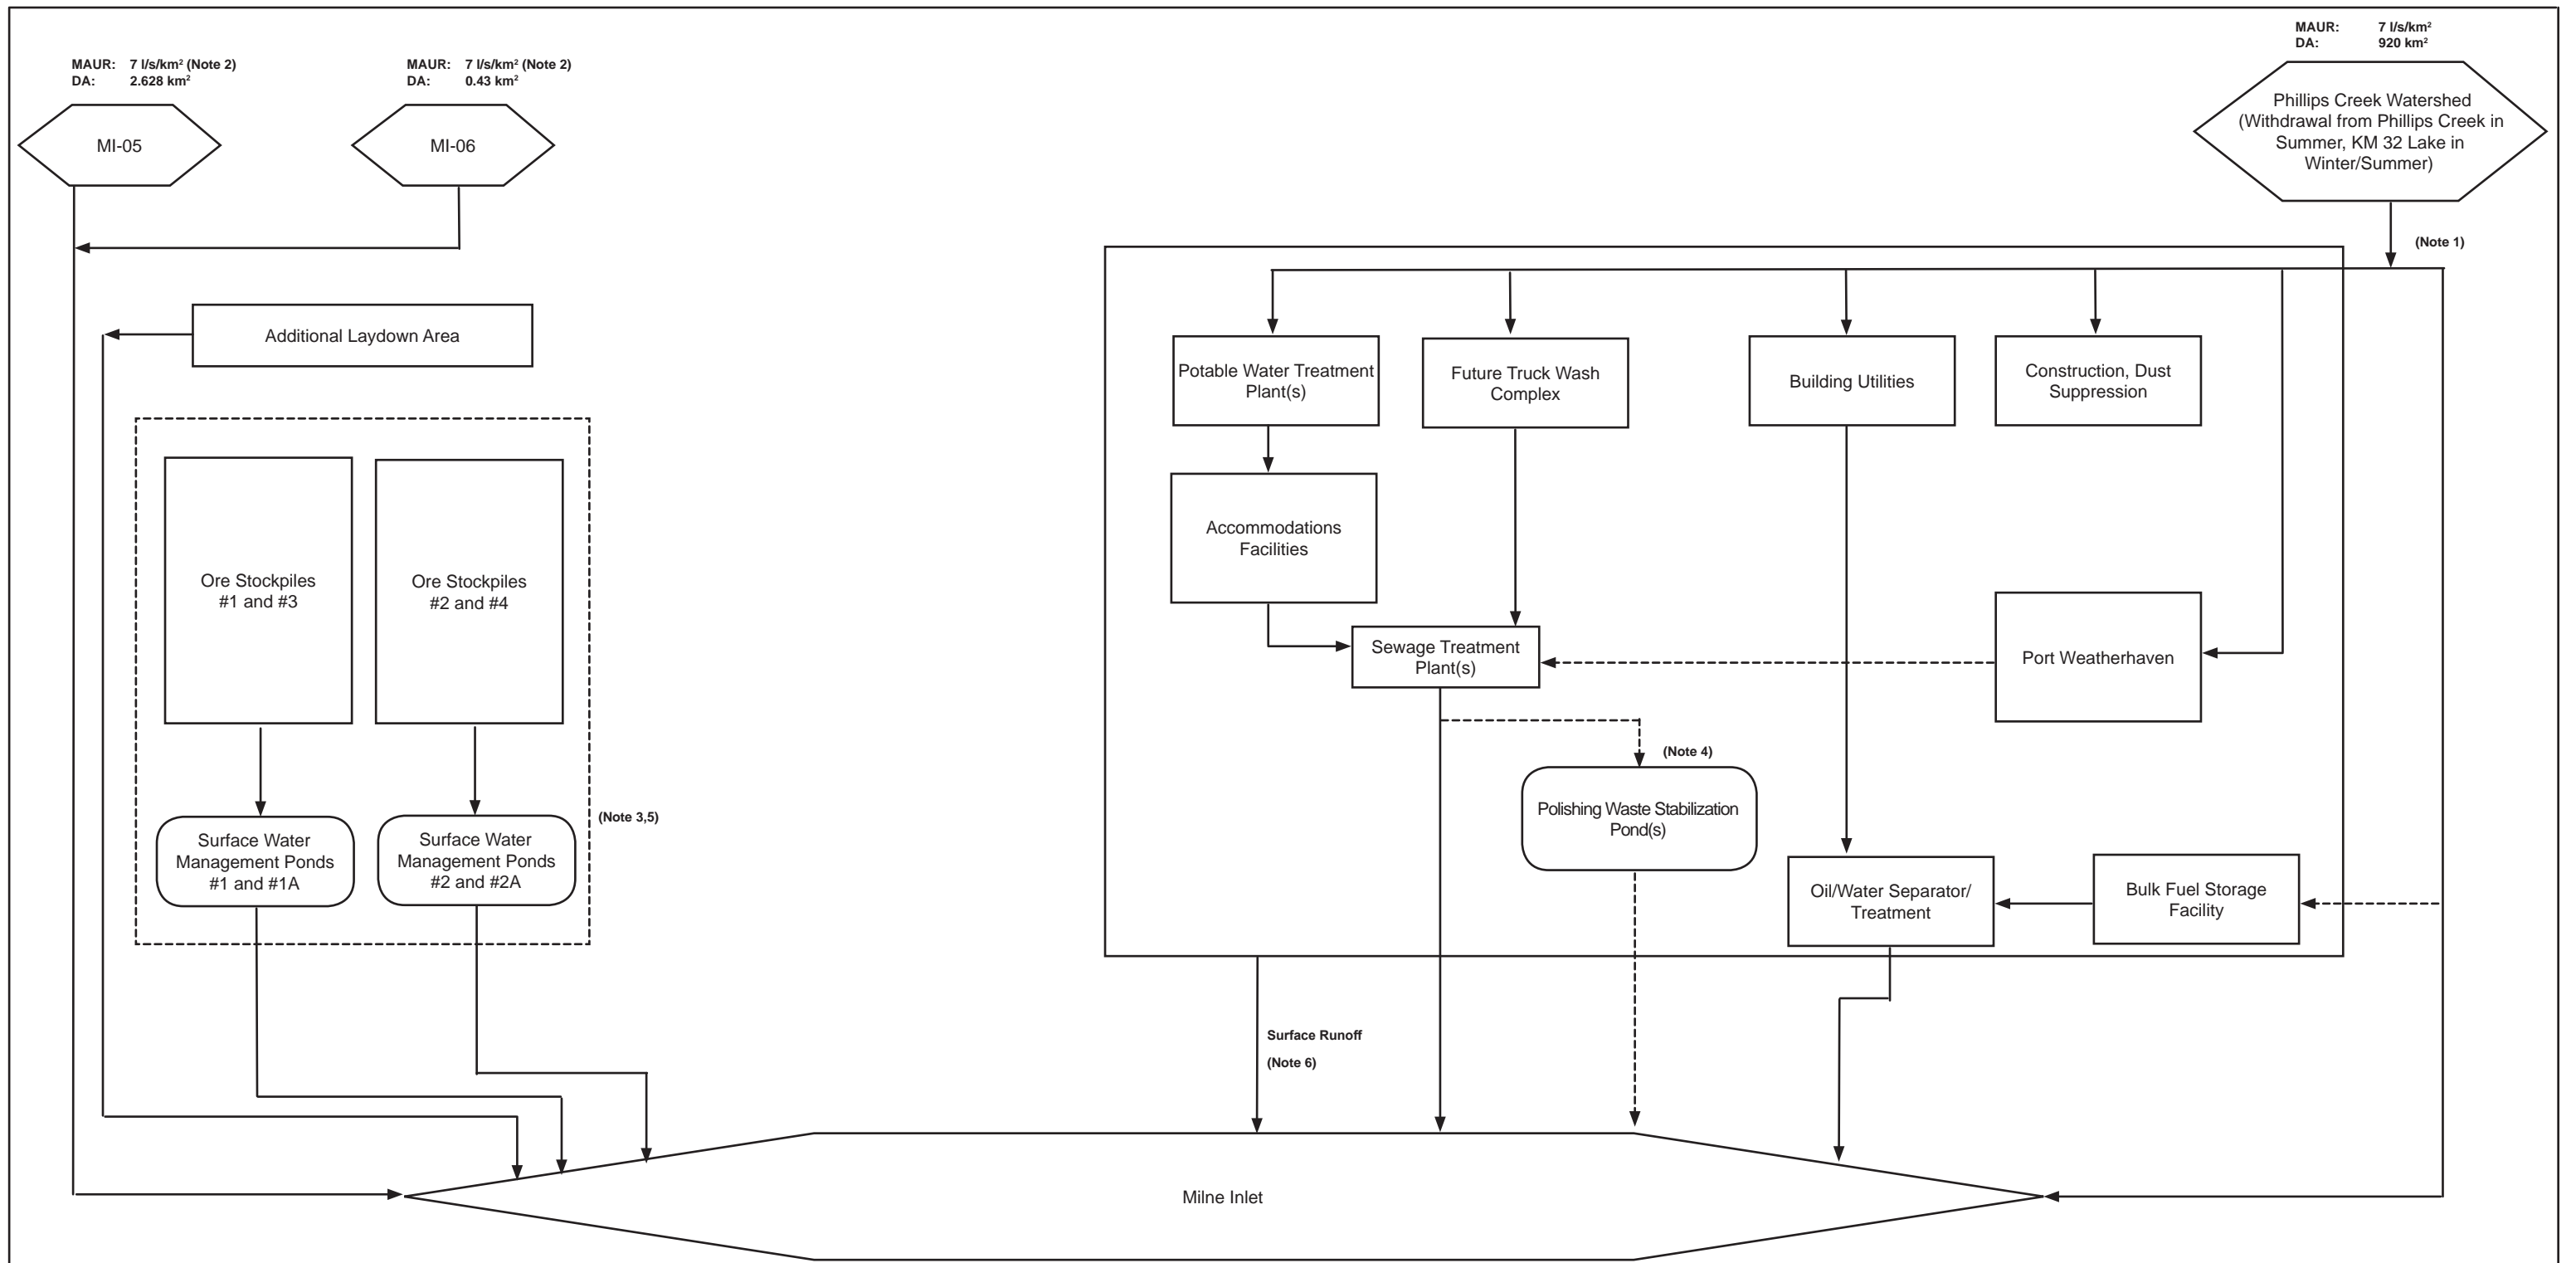 MAUR: 7 l/s/km² (Note 2)
DA: 2.628 km²
MI-05
MAUR: 7 l/s/km² (Note 2)
DA: 0.43 km²
MI-06
MAUR: 7 l/s/km²
DA: 920 km²
Phillips Creek Watershed
(Withdrawal from Phillips Creek in
Summer, KM 32 Lake in
Winter/Summer)
(Note 1)
Additional Laydown Area
Potable Water Treatment
Plant(s)
Future Truck Wash
Complex
Building Utilities
Construction, Dust
Suppression
Accommodations
Facilities
Ore Stockpiles
#1 and #3
Ore Stockpiles
#2 and #4
Sewage Treatment
Plant(s)
Port Weatherhaven
(Note 4)
Polishing Waste Stabilization
Pond(s)
(Note 3,5)
Surface Water
Management Ponds
#1 and #1A
Surface Water
Management Ponds
#2 and #2A
Oil/Water Separator/
Treatment
Bulk Fuel Storage
Facility
Surface Runoff
(Note 6)
Milne Inlet